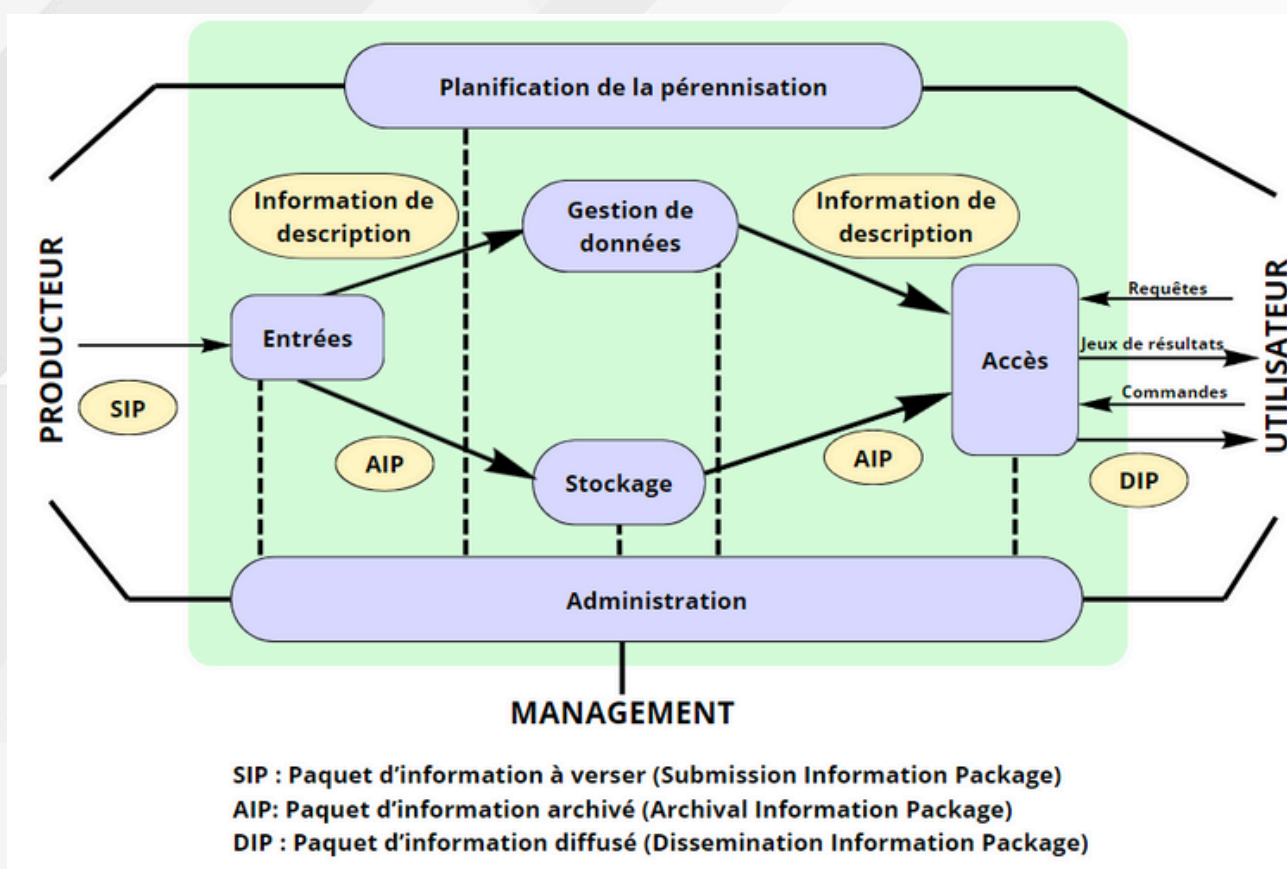 Planification de la pérennisation
Information de
description
Gestion de
données
Information de
description
PRODUCTEUR
Entrées
SIP
AIP
Stockage
AIP
Accès
Requêtes
Jeux de résultats
Commandes
DIP
UTILISATEUR
Administration
MANAGEMENT
SIP : Paquet d’information à verser (Submission Information Package)
AIP: Paquet d’information archivé (Archival Information Package)
DIP : Paquet d’information diffusé (Dissemination Information Package)